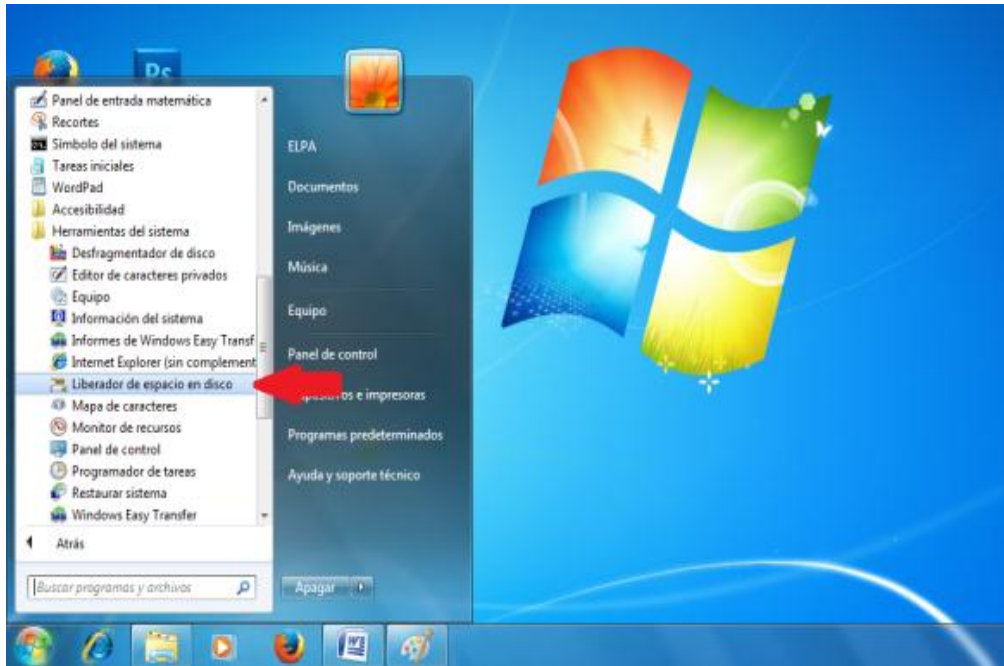 Ps
Panel de entrada matemática
Recortes
Símbolo del sistema
Tareas iniciales
WordPad
Accesibilidad
Herramientas del sistema
Desfragmentador de disco
Editor de caracteres privados
Equipo
Información del sistema
Informes de Windows Easy Transf
Internet Explorer (sin complement
Liberador de espacio en disco
Mapa de caracteres
Monitor de recursos
Panel de control
Programador de tareas
Restaurar sistema
Windows Easy Transfer
Atrás
Buscar programas y archivos
ELPA
Documentos
Imágenes
Música
Equipo
Panel de control
e impresoras
Programas predeterminados
Ayuda y soporte técnico
Apagar